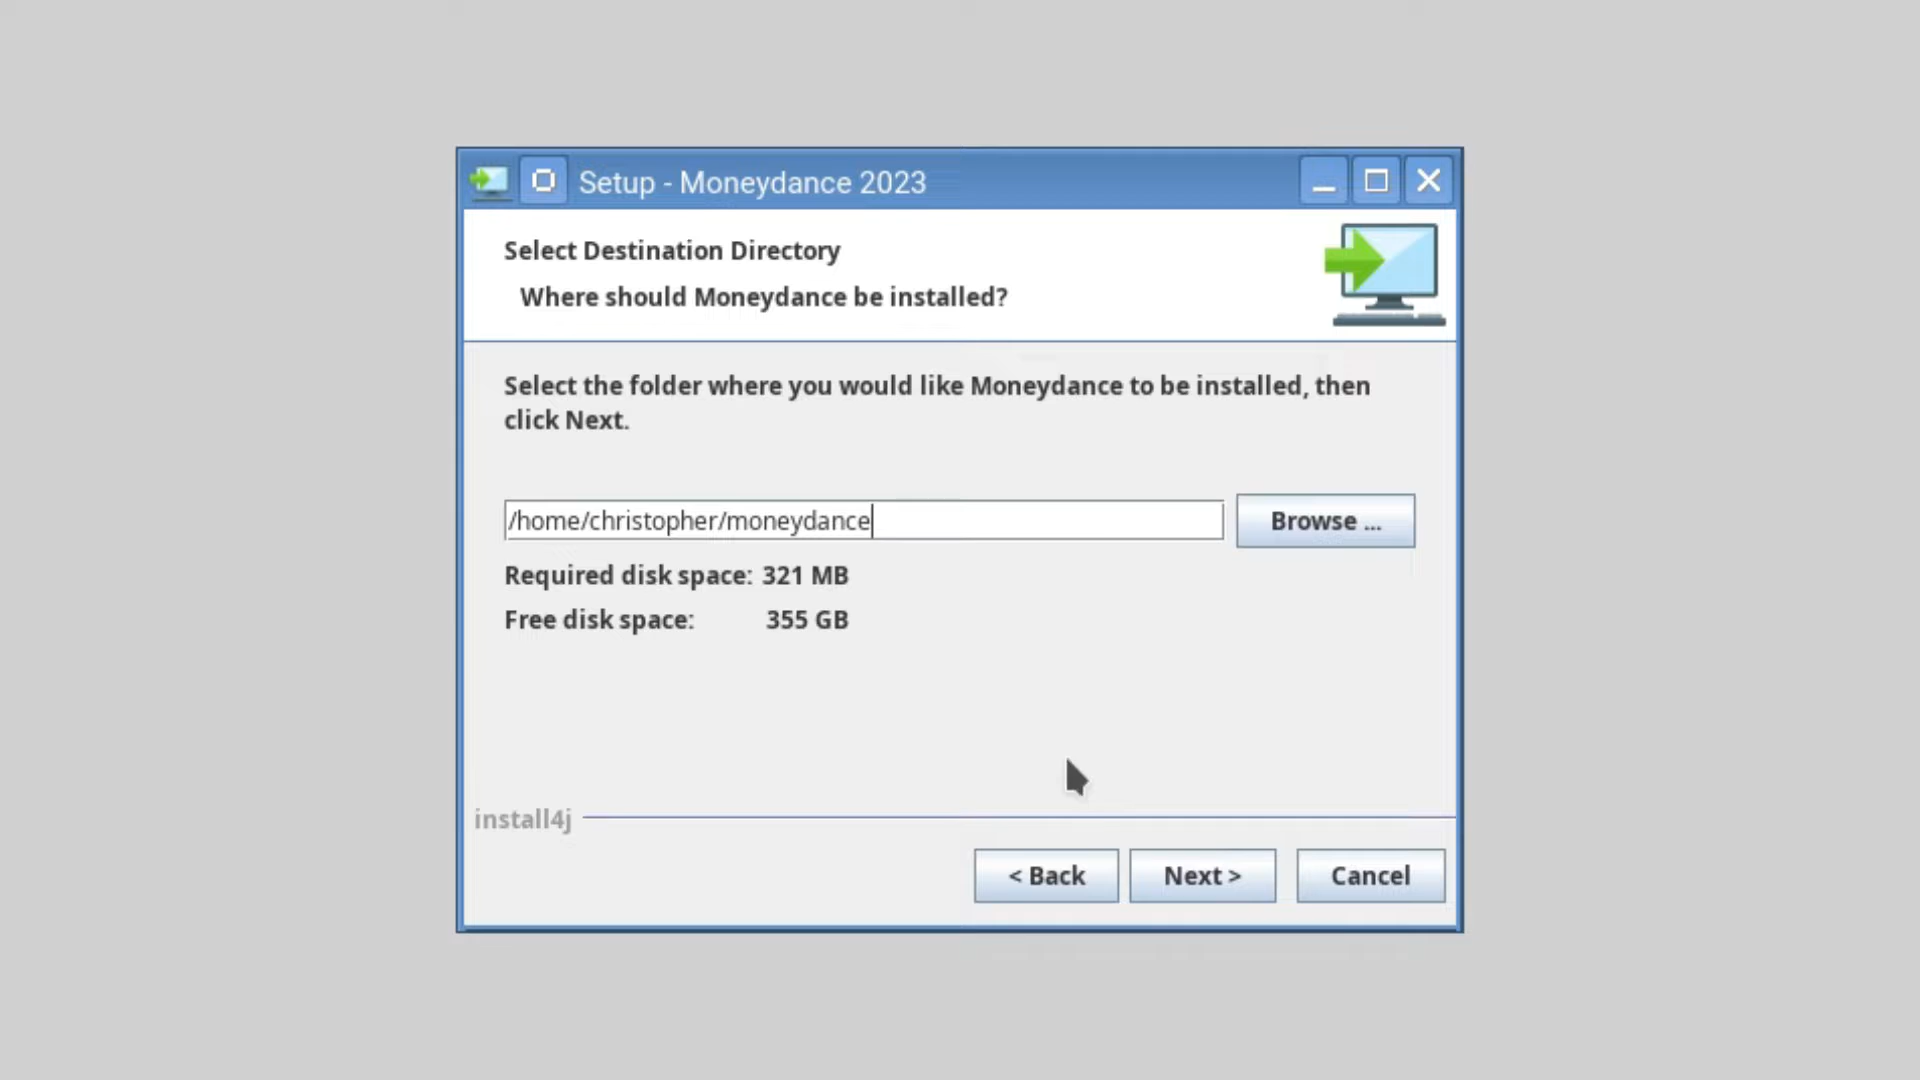 Setup - Moneydance 2023
Select Destination Directory
Where should Moneydance be installed?
Select the folder where you would like Moneydance to be installed, then
click Next.
/home/christopher/moneydance
Browse ...
Required disk space: 321 MB
Free disk space: 355 GB
install4j
< Back
Next >
Cancel